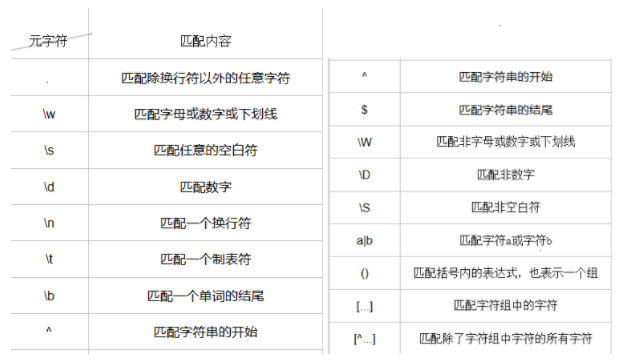 元字符 匹配内容
. 匹配除换行符以外的任意字符
\w 匹配字母或数字或下划线
\s 匹配任意的空白符
\d 匹配数字
\n 匹配一个换行符
\t 匹配一个制表符
\b 匹配一个单词的结尾
^ 匹配字符串的开始
^ 匹配字符串的开始
$ 匹配字符串的结尾
\W 匹配非字母或数字或下划线
\D 匹配非数字
\S 匹配非空白符
a|b 匹配字符a或字符b
() 匹配括号内的表达式，也表示一个组
[...] 匹配字符组中的字符
[^...] 匹配除了字符组中字符的所有字符